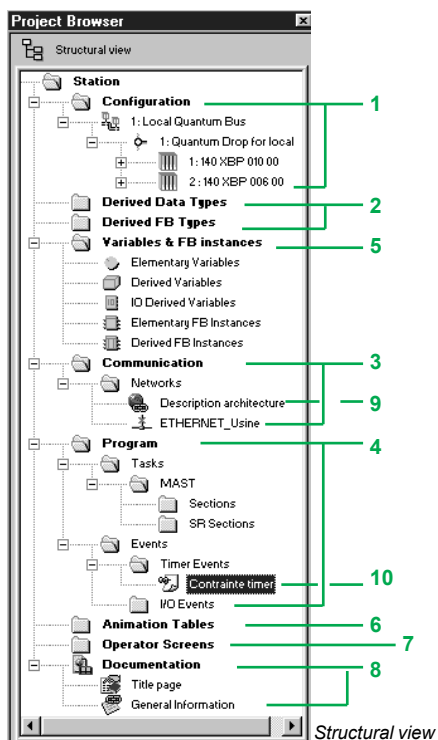 Project Browser
Structural view
Station
Configuration 1
1: Local Quantum Bus
1: Quantum Drop for local
1: 140 XBP 010 00
2: 140 XBP 006 00
Derived Data Types 2
Derived FB Types
Variables & FB instances 5
Elementary Variables
Derived Variables
IO Derived Variables
Elementary FB Instances
Derived FB Instances
Communication 3
Networks
Description architecture 9
ETHERNET_Usine
Program 4
Tasks
MAST
Sections
SR Sections
Events
Timer Events
Contrainte timer 10
I/O Events
Animation Tables 6
Operator Screens 7
Documentation 8
Title page
General Information
Structural view